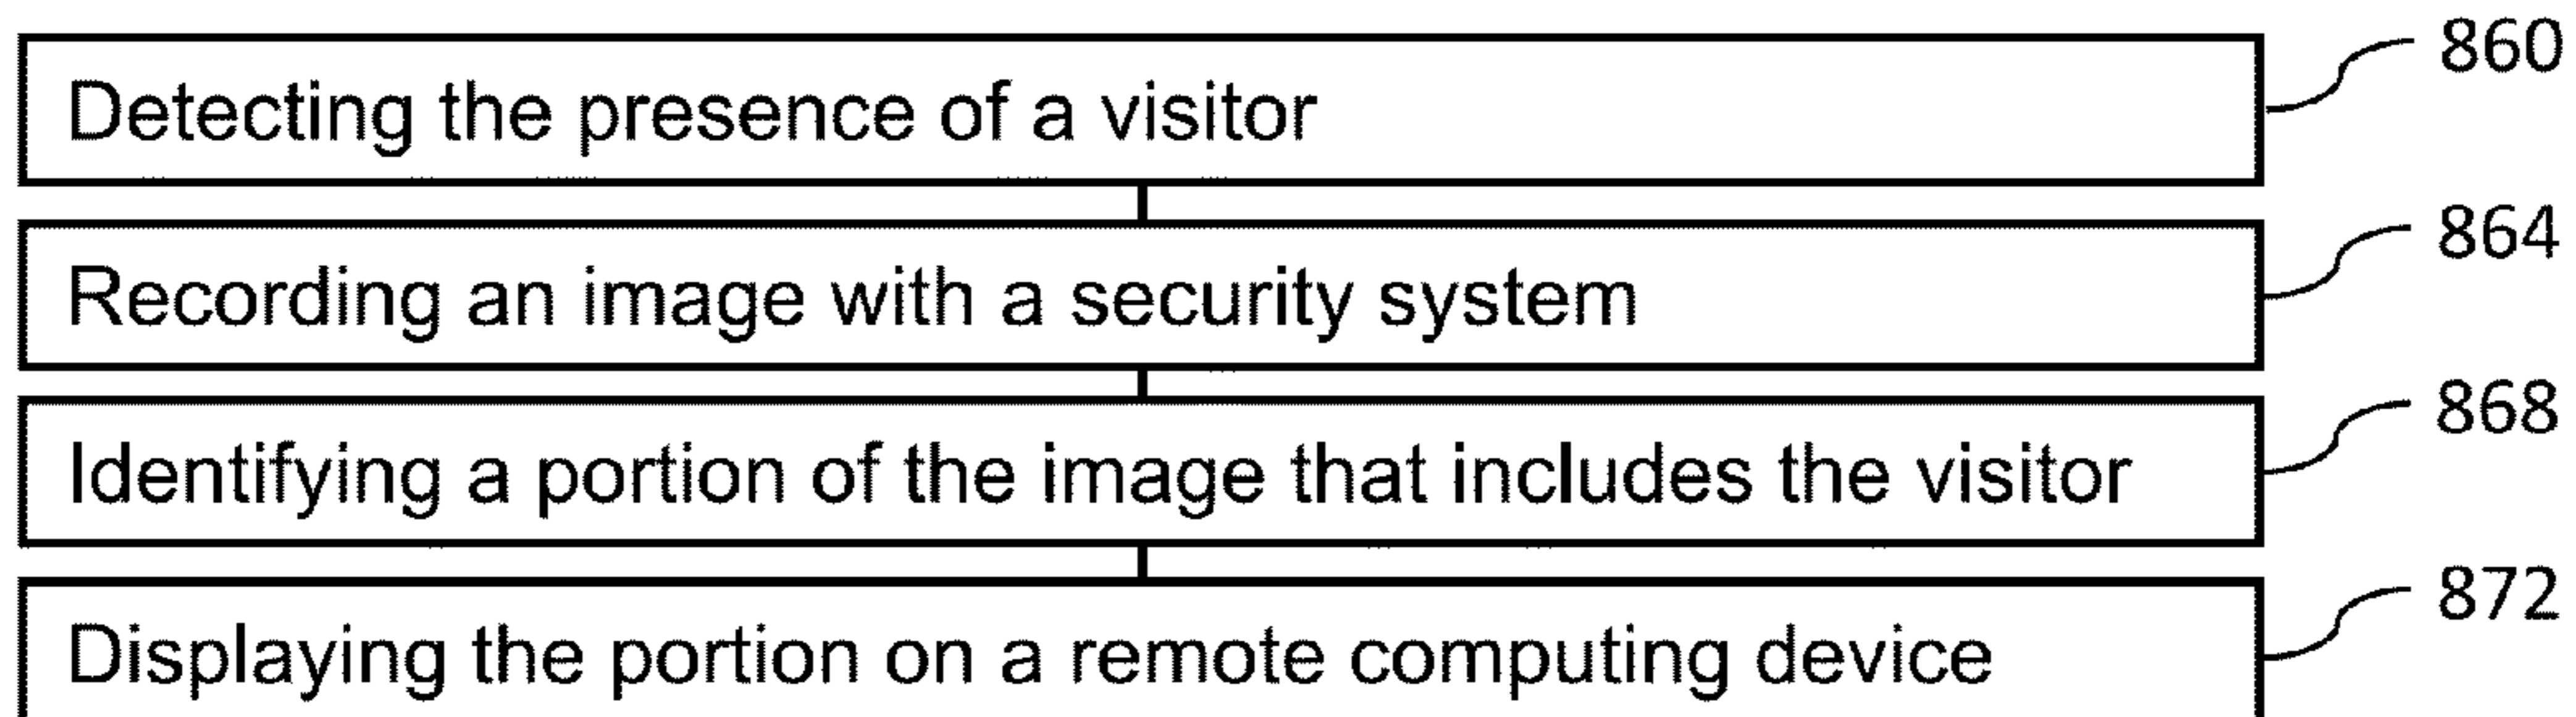 Detecting the presence of a visitor 860
Recording an image with a security system 864
Identifying a portion of the image that includes the visitor 868
Displaying the portion on a remote computing device 872